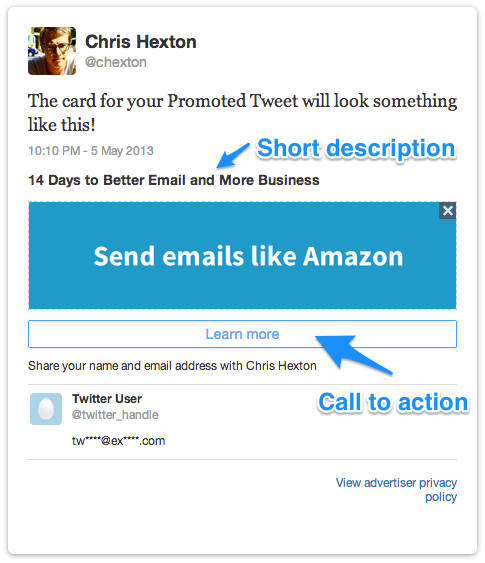 Chris Hexton
@chexton
The card for your Promoted Tweet will look something
like this!
10:10 PM - 5 May 2013
Short description
14 Days to Better Email and More Business
Send emails like Amazon
Learn more
Share your name and email address with Chris Hexton
Call to action
Twitter User
@twitter_handle
tw****@ex****.com
View advertiser privacy
policy